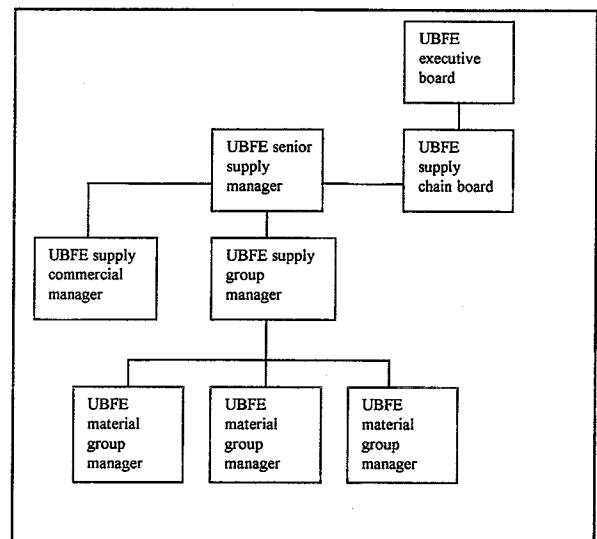 UBFE
executive
board
UBFE senior
supply
manager
UBFE
supply
chain board
UBFE supply
commercial
manager
UBFE supply
group
manager
UBFE
material
group
manager
UBFE
material
group
manager
UBFE
material
group
manager